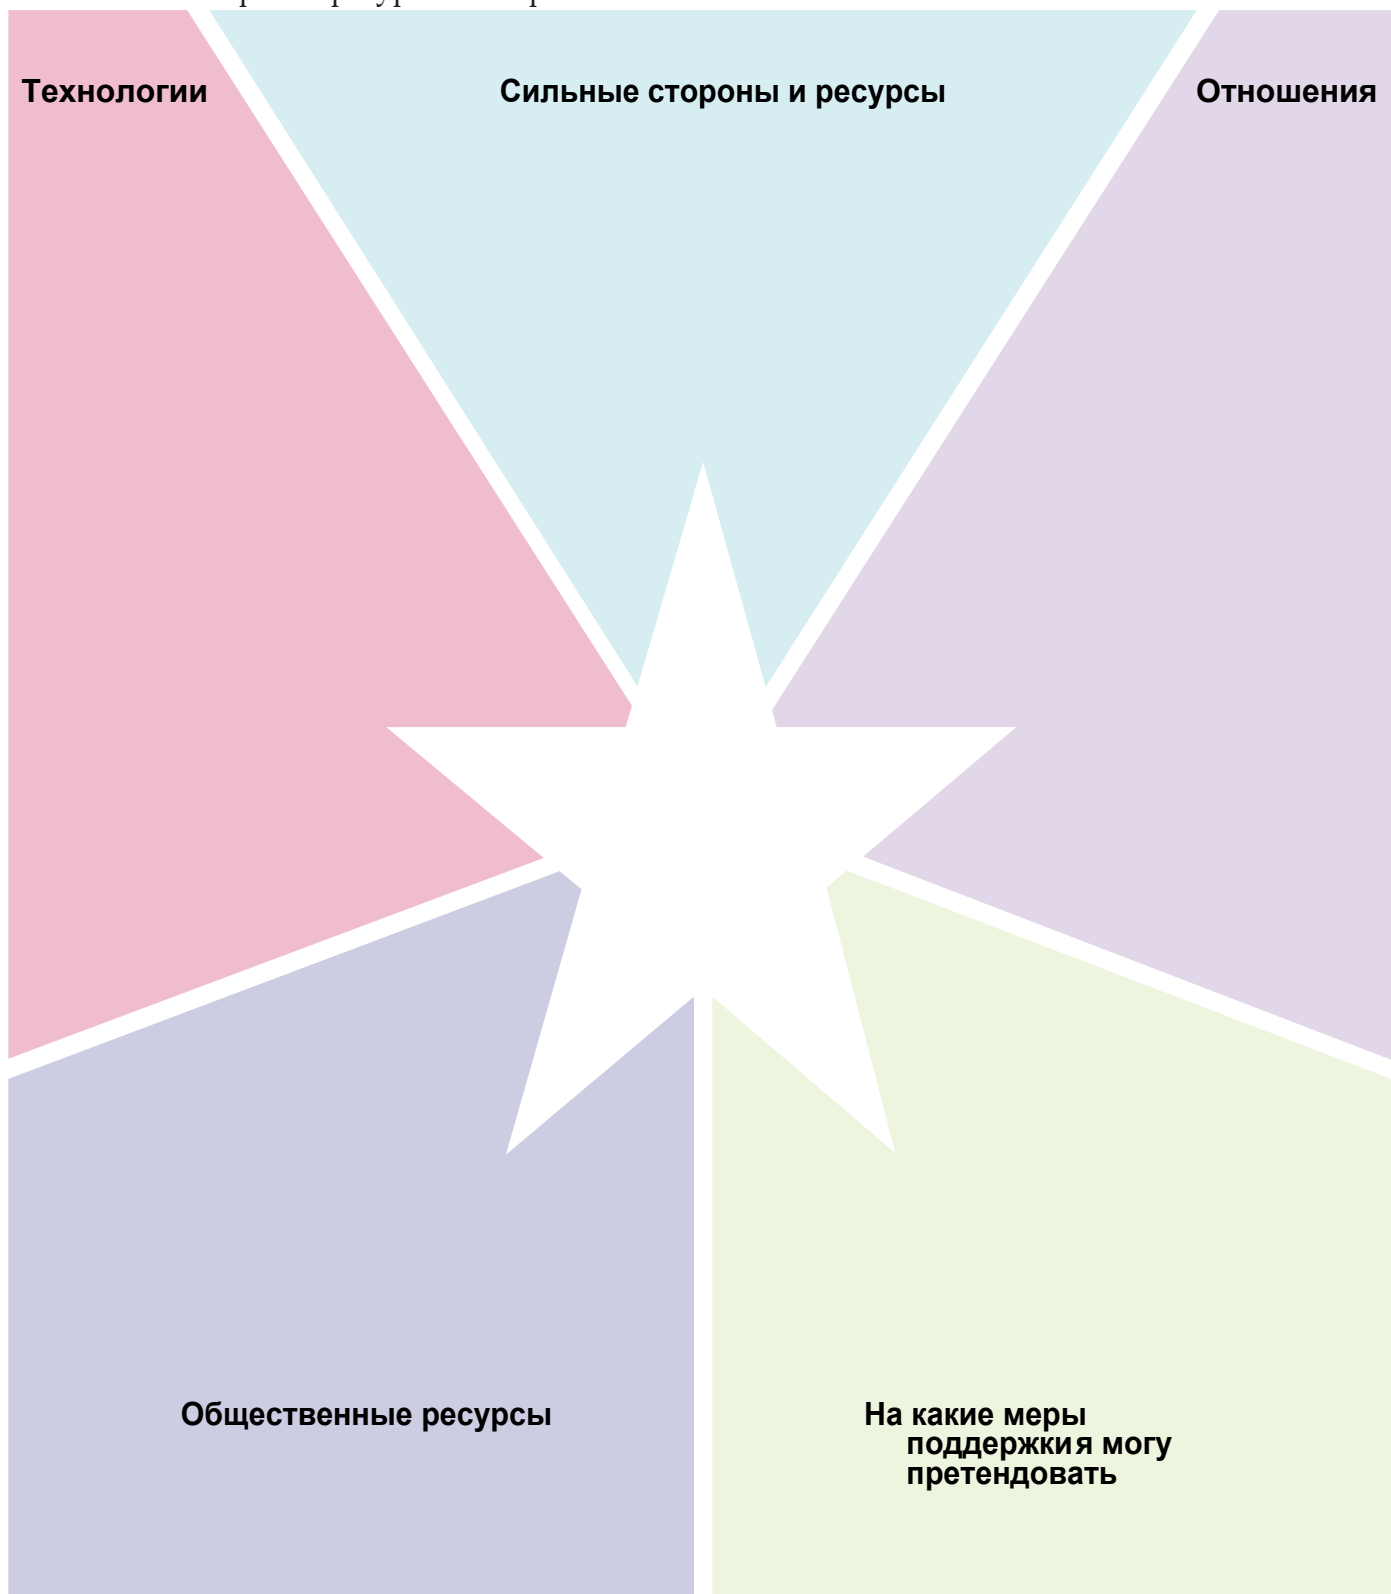 Технологии
Сильные стороны и ресурсы
Отношения
Общественные ресурсы
На какие меры
поддержкия могу
претендовать